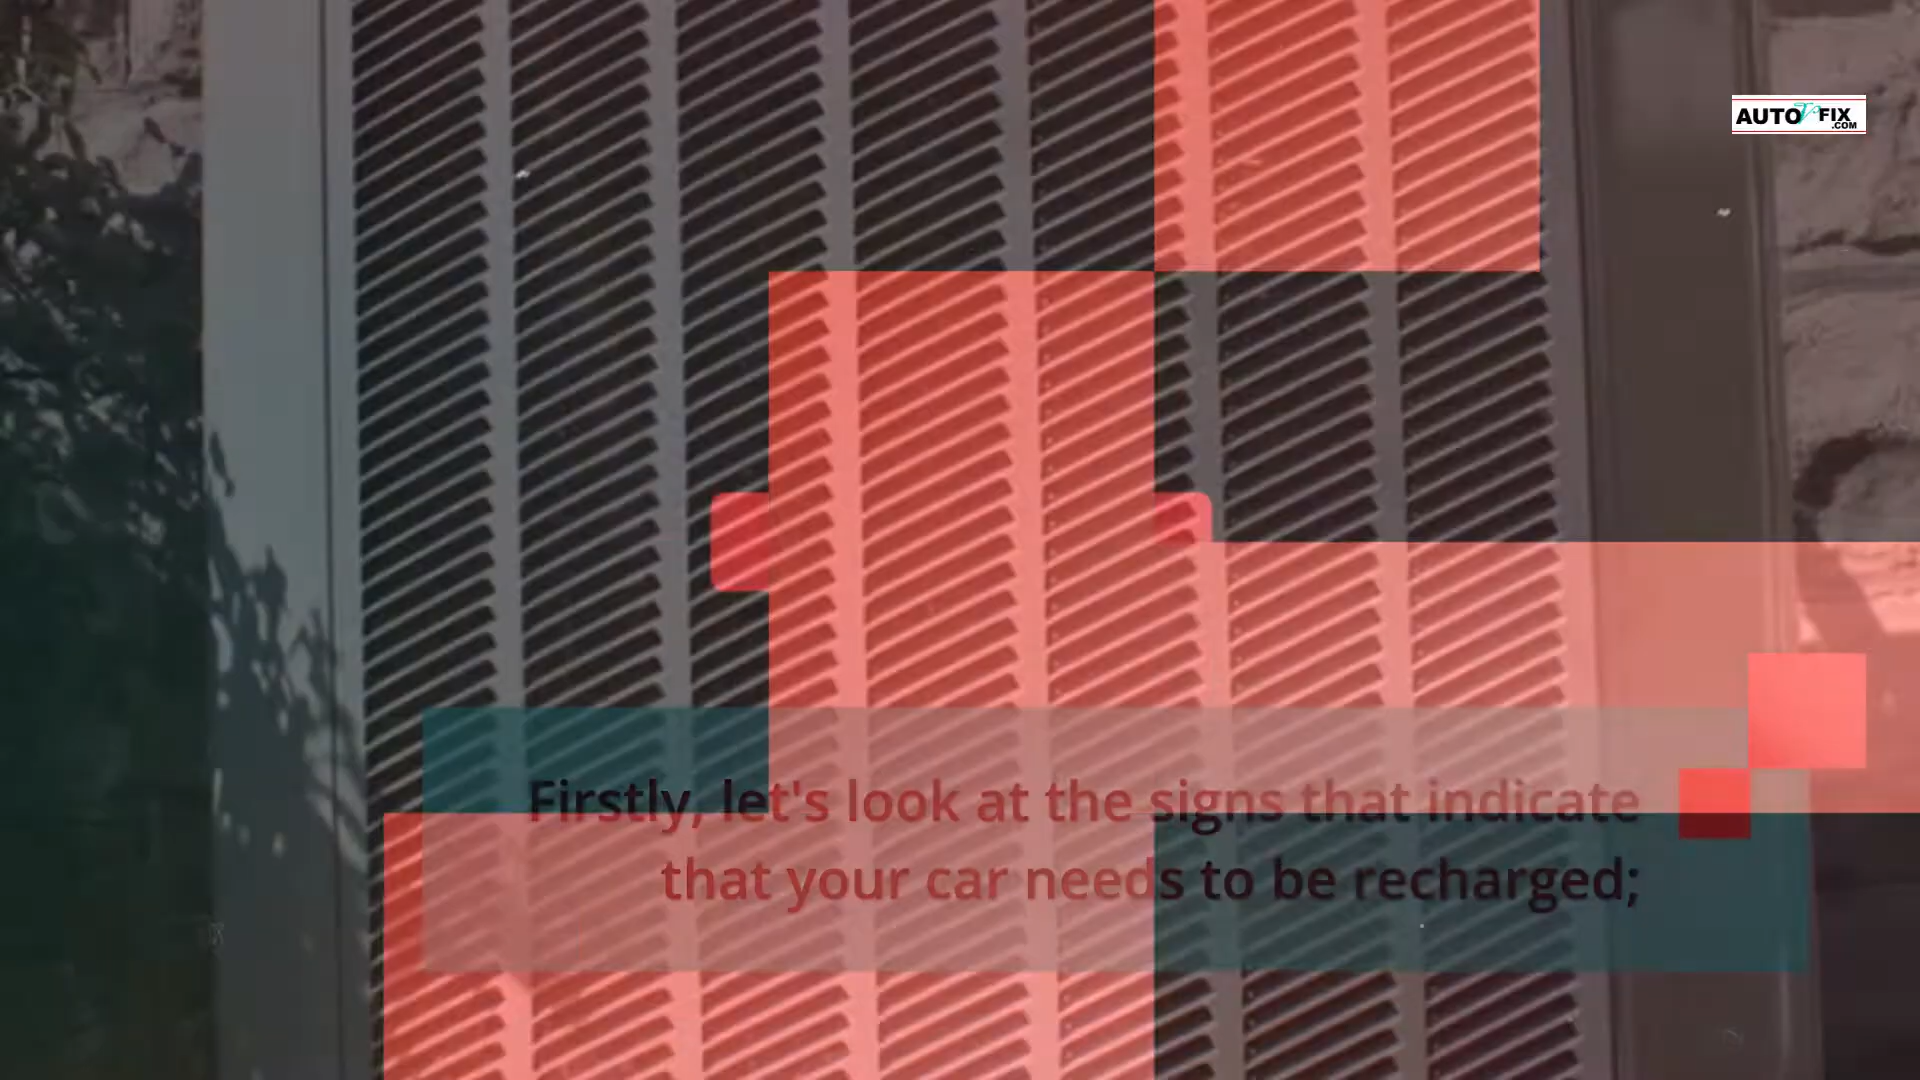 AUTO FIX
.COM
Firstly, let's look at the signs that indicate
that your car needs to be recharged;